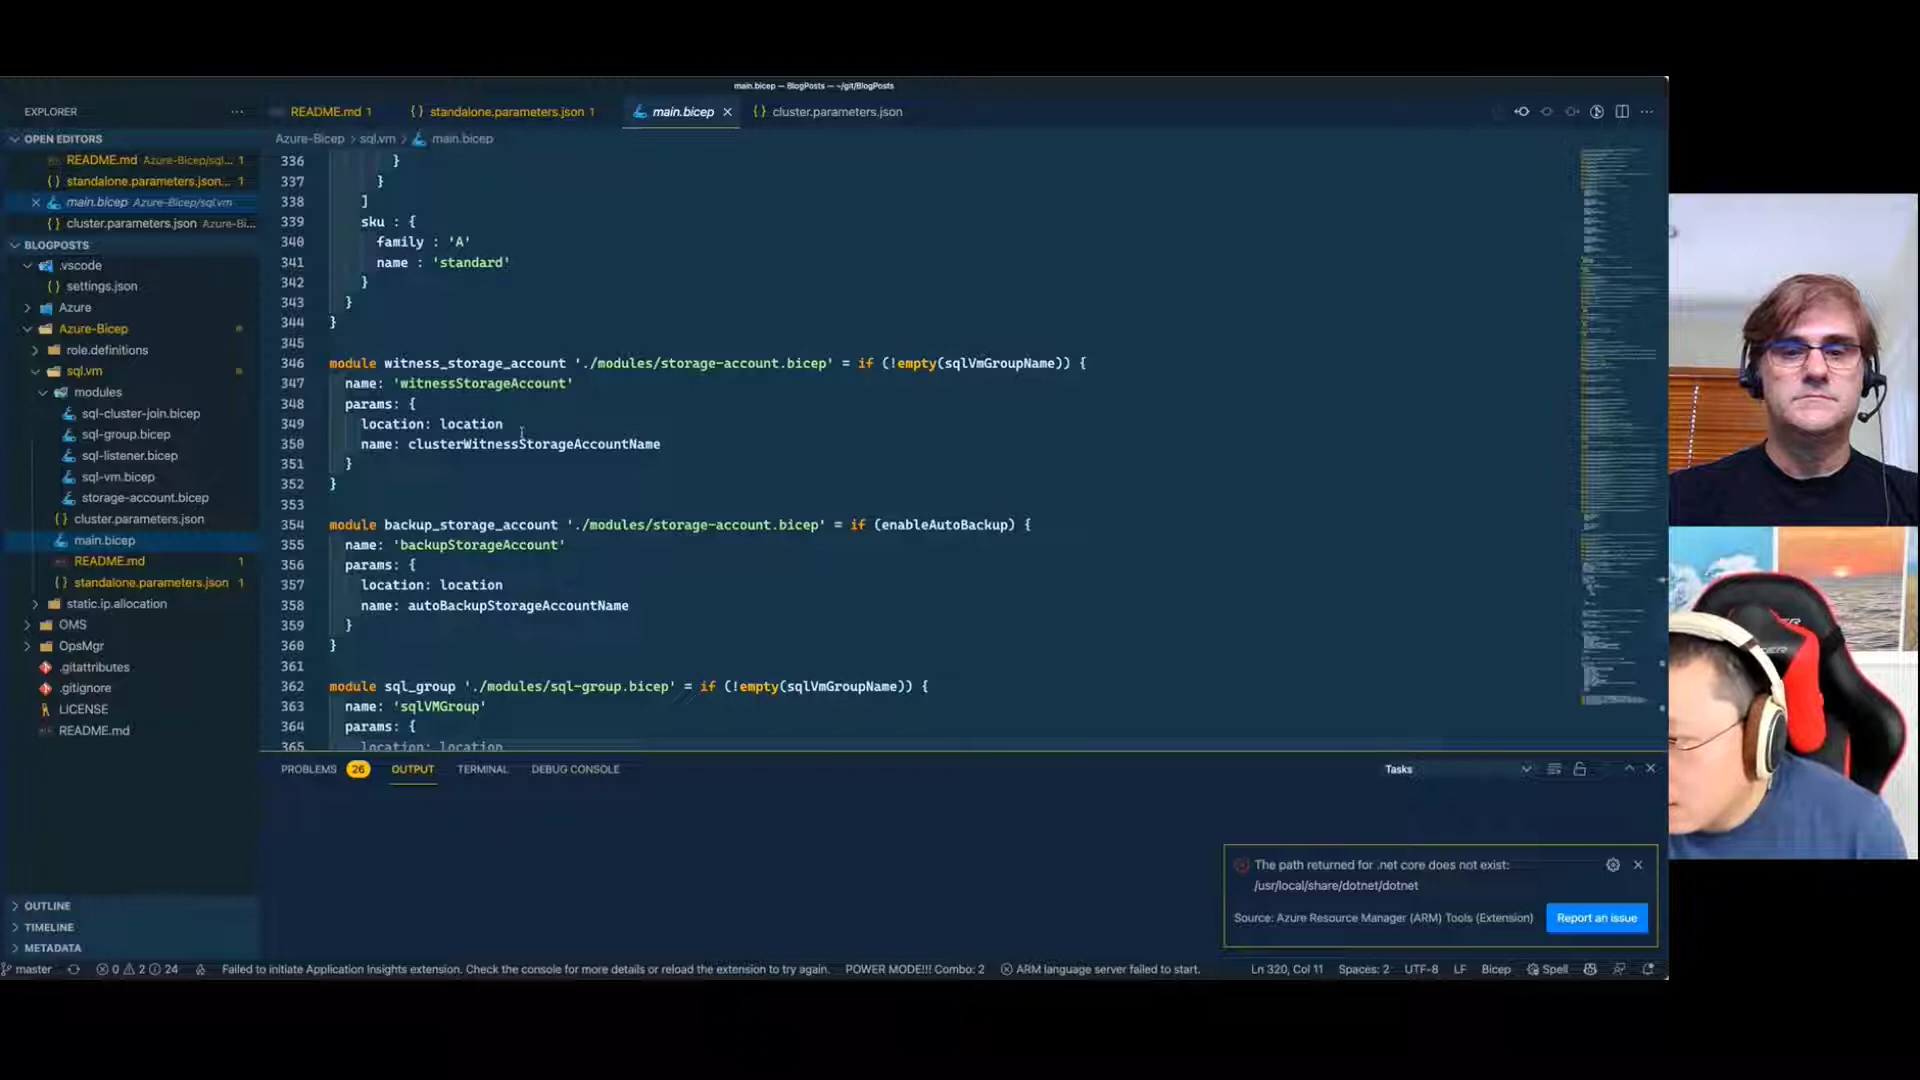 main.bicep — BlogPosts — ~/git/BlogPosts
EXPLORER
README.md 1
standalone.parameters.json 1
main.bicep
cluster.parameters.json
OPEN EDITORS
README.md Azure-Bicep/sql... 1
standalone.parameters.json... 1
main.bicep Azure-Bicep/sql.vm
cluster.parameters.json Azure-Bi...
BLOGPOSTS
.vscode
settings.json
Azure
Azure-Bicep
role.definitions
sql.vm
modules
sql-cluster-join.bicep
sql-group.bicep
sql-listener.bicep
sql-vm.bicep
storage-account.bicep
cluster.parameters.json
main.bicep
README.md 1
standalone.parameters.json 1
static.ip.allocation
OMS
OpsMgr
.gitattributes
.gitignore
LICENSE
README.md
OUTLINE
TIMELINE
METADATA
Azure-Bicep > sql.vm > main.bicep
336 }
337 }
338 ]
339 sku : {
340 family : 'A'
341 name : 'standard'
342 }
343 }
344 }
345
346 module witness_storage_account './modules/storage-account.bicep' = if (!empty(sqlVmGroupName)) {
347 name: 'witnessStorageAccount'
348 params: {
349 location: location
350 name: clusterWitnessStorageAccountName
351 }
352 }
353
354 module backup_storage_account './modules/storage-account.bicep' = if (enableAutoBackup) {
355 name: 'backupStorageAccount'
356 params: {
357 location: location
358 name: autoBackupStorageAccountName
359 }
360 }
361
362 module sql_group './modules/sql-group.bicep' = if (!empty(sqlVmGroupName)) {
363 name: 'sqlVMGroup'
364 params: {
365 location: location
PROBLEMS 26 OUTPUT TERMINAL DEBUG CONSOLE
Tasks
The path returned for .net core does not exist:
/usr/local/share/dotnet/dotnet
Source: Azure Resource Manager (ARM) Tools (Extension)
Report an issue
master 0 2 24 Failed to initiate Application Insights extension. Check the console for more details or reload the extension to try again. POWER MODE!!! Combo: 2 ARM language server failed to start. Ln 320, Col 11 Spaces: 2 UTF-8 LF Bicep Spell